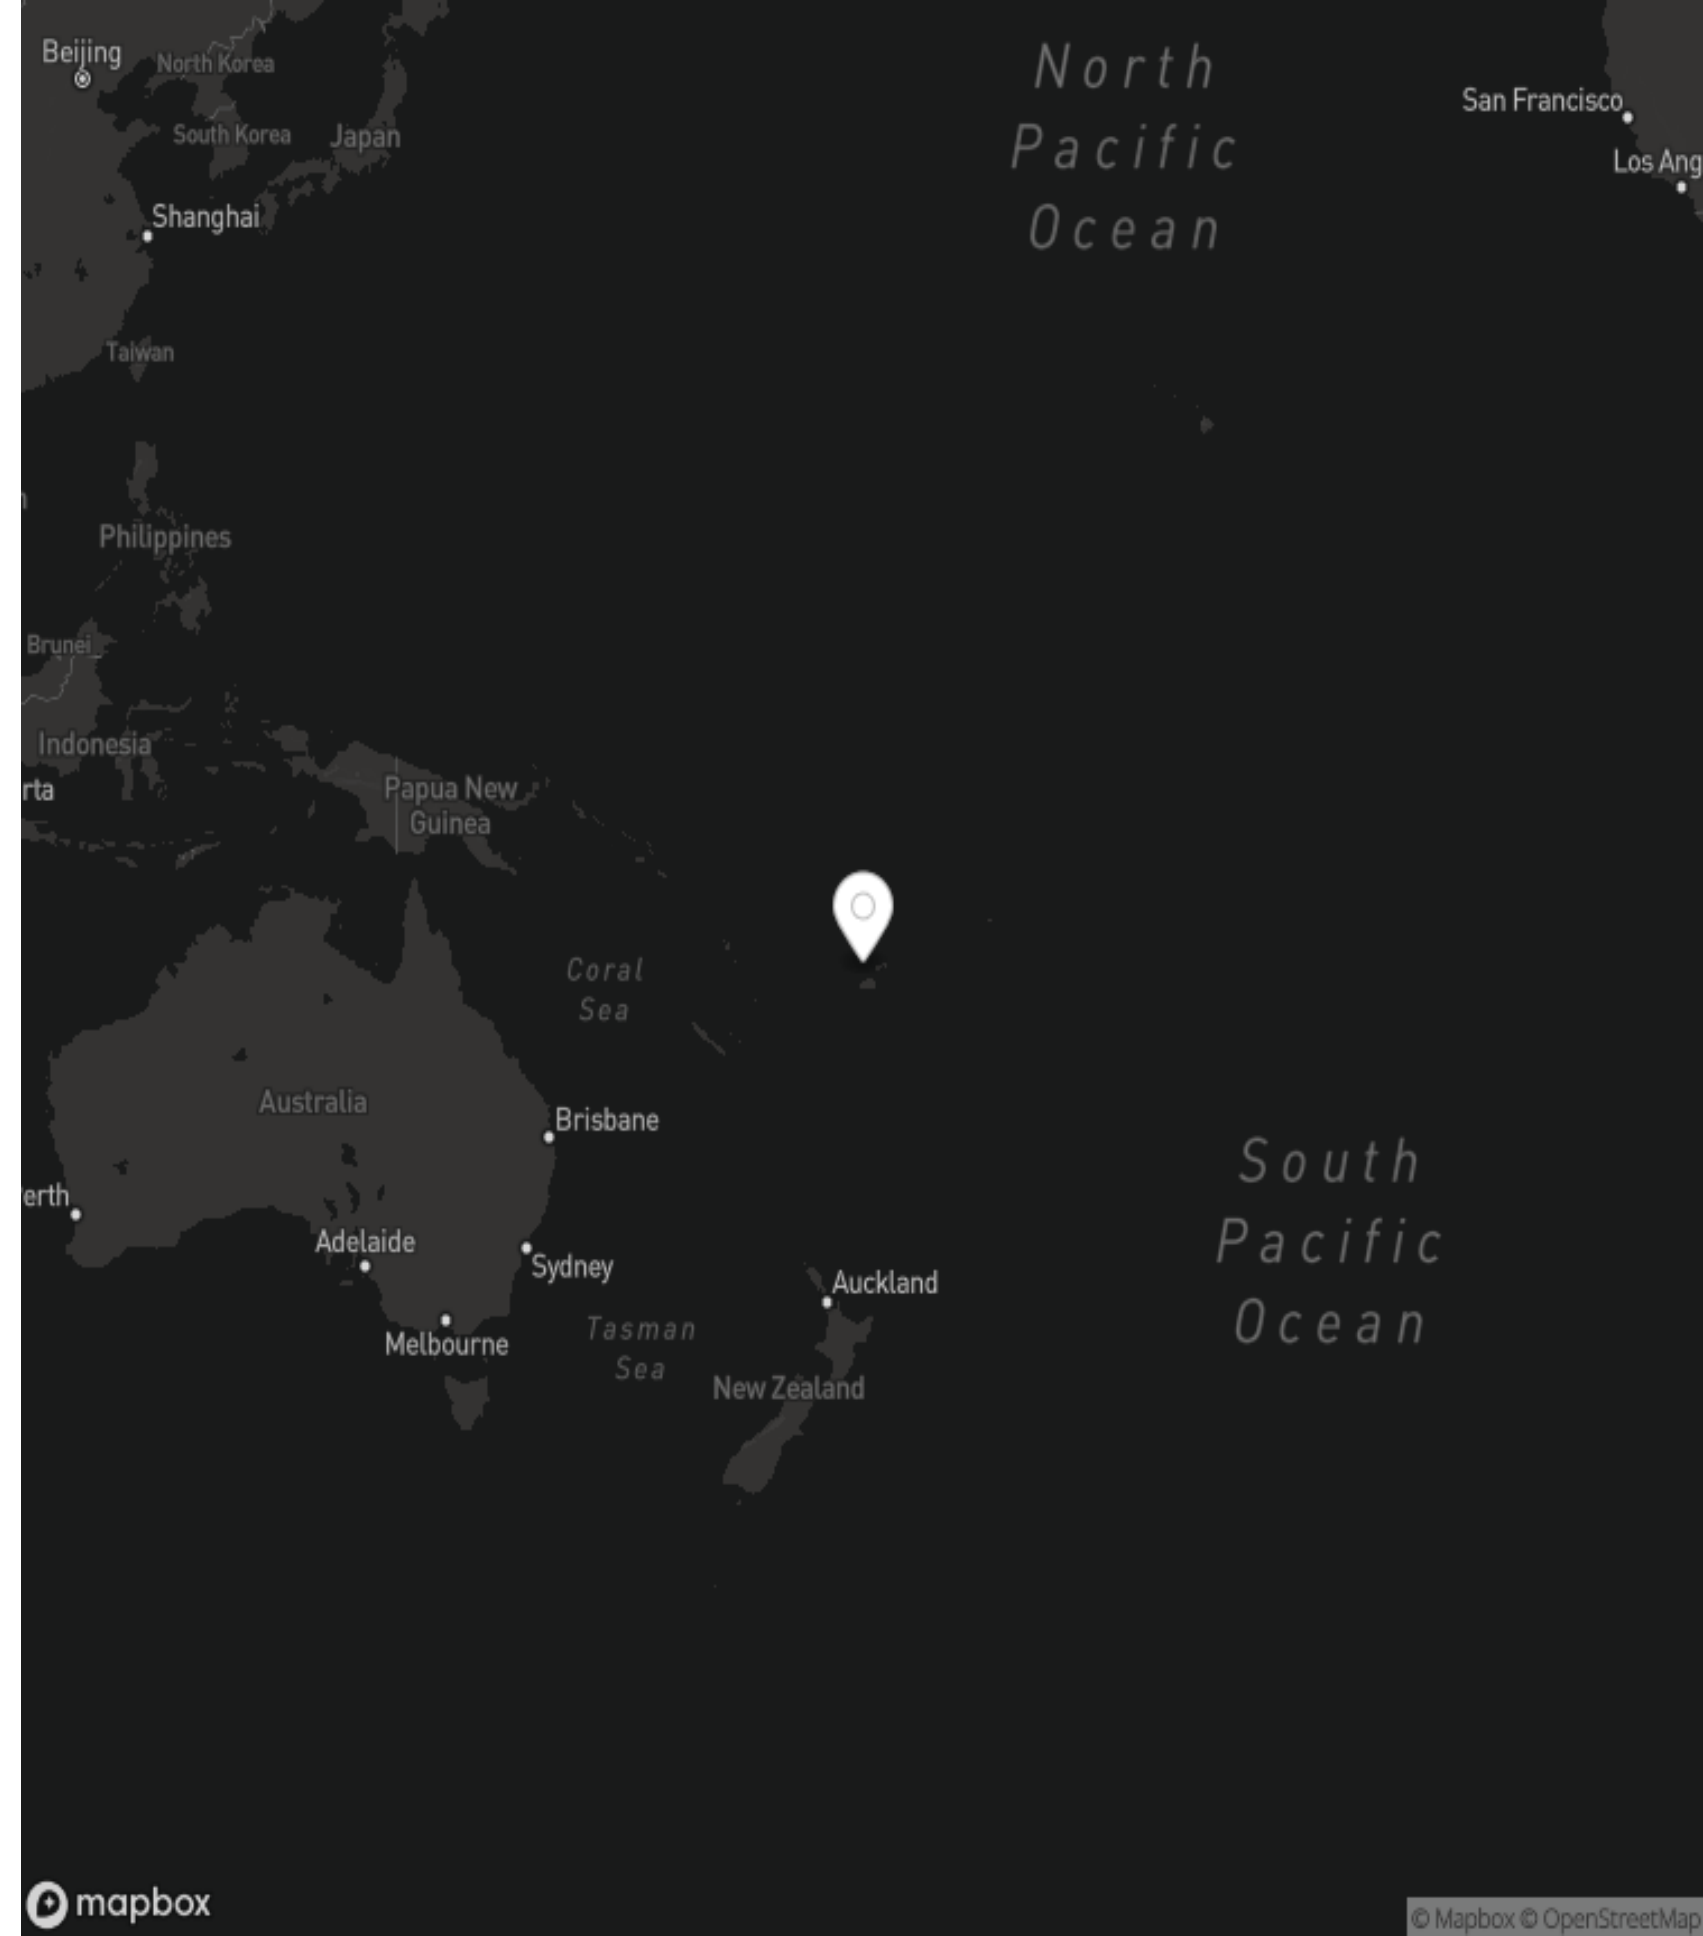 Beijing
North Korea
South Korea
Japan
North
Pacific
Ocean
San Francisco
Los Ang
Shanghai
Taiwan
Philippines
Brunei
Indonesia
rta
Papua New
Guinea
Coral
Sea
Australia
Brisbane
South
Pacific
Ocean
erth
Adelaide
Sydney
Auckland
Melbourne
Tasman
Sea
New Zealand
mapbox
© Mapbox © OpenStreetMap